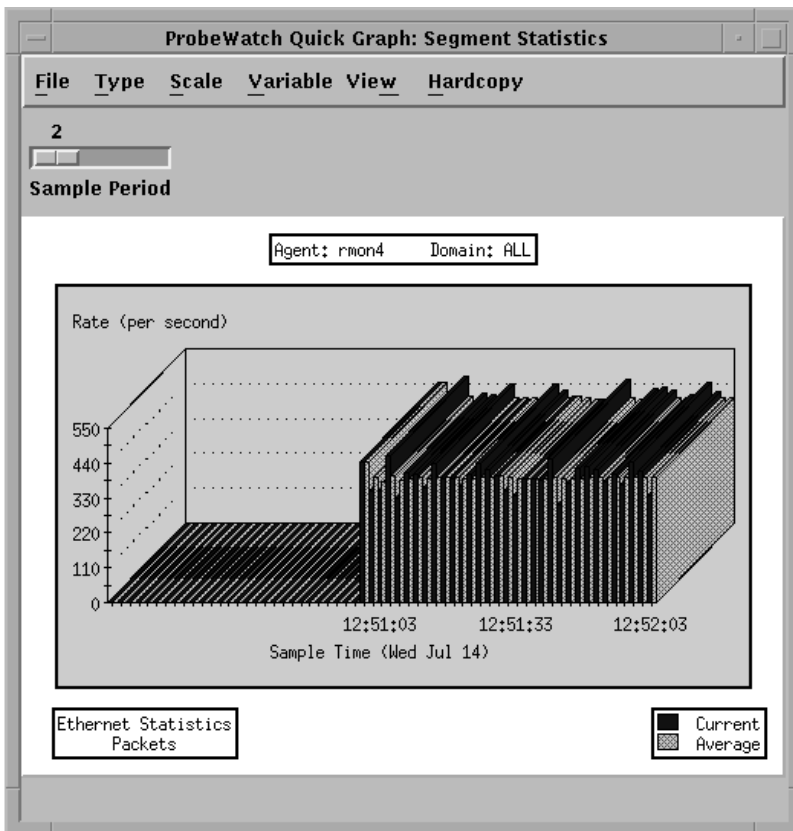 ProbeWatch Quick Graph: Segment Statistics
File Type Scale Variable View Hardcopy
2
Sample Period
Agent: rmon4 Domain: ALL
Rate (per second)
550
440
330
220
110
0
12:51:03 12:51:33 12:52:03
Sample Time (Wed Jul 14)
Ethernet Statistics
Packets
Current
Average